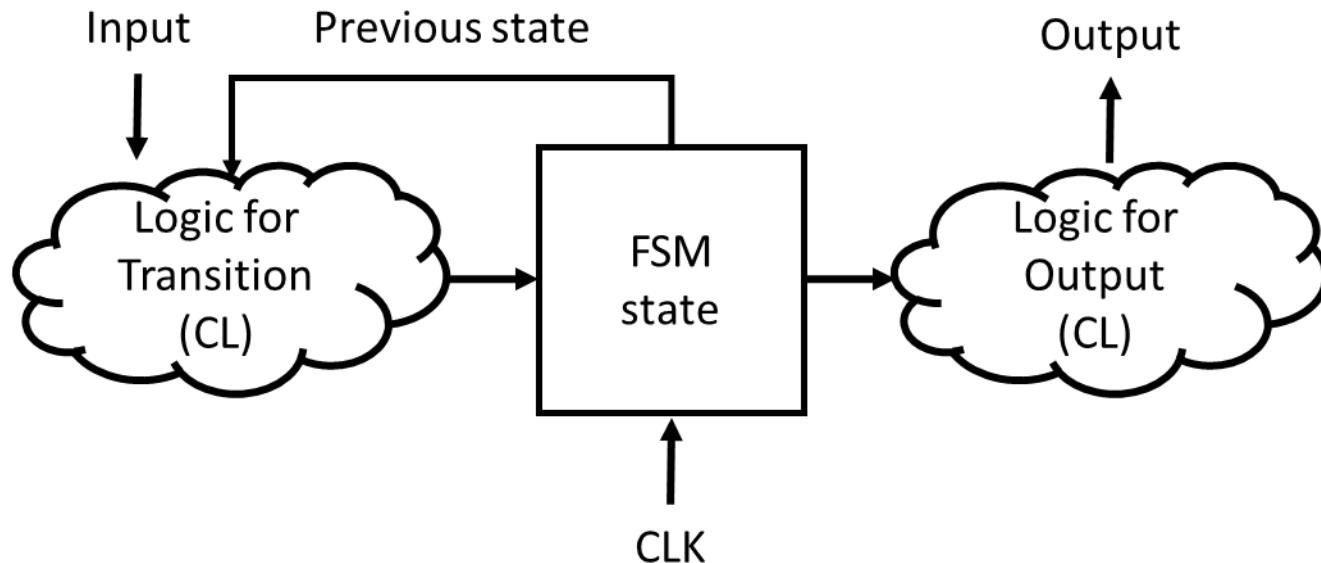 Input
Previous state
Output
Logic for
Transition
(CL)
FSM
state
Logic for
Output
(CL)
CLK